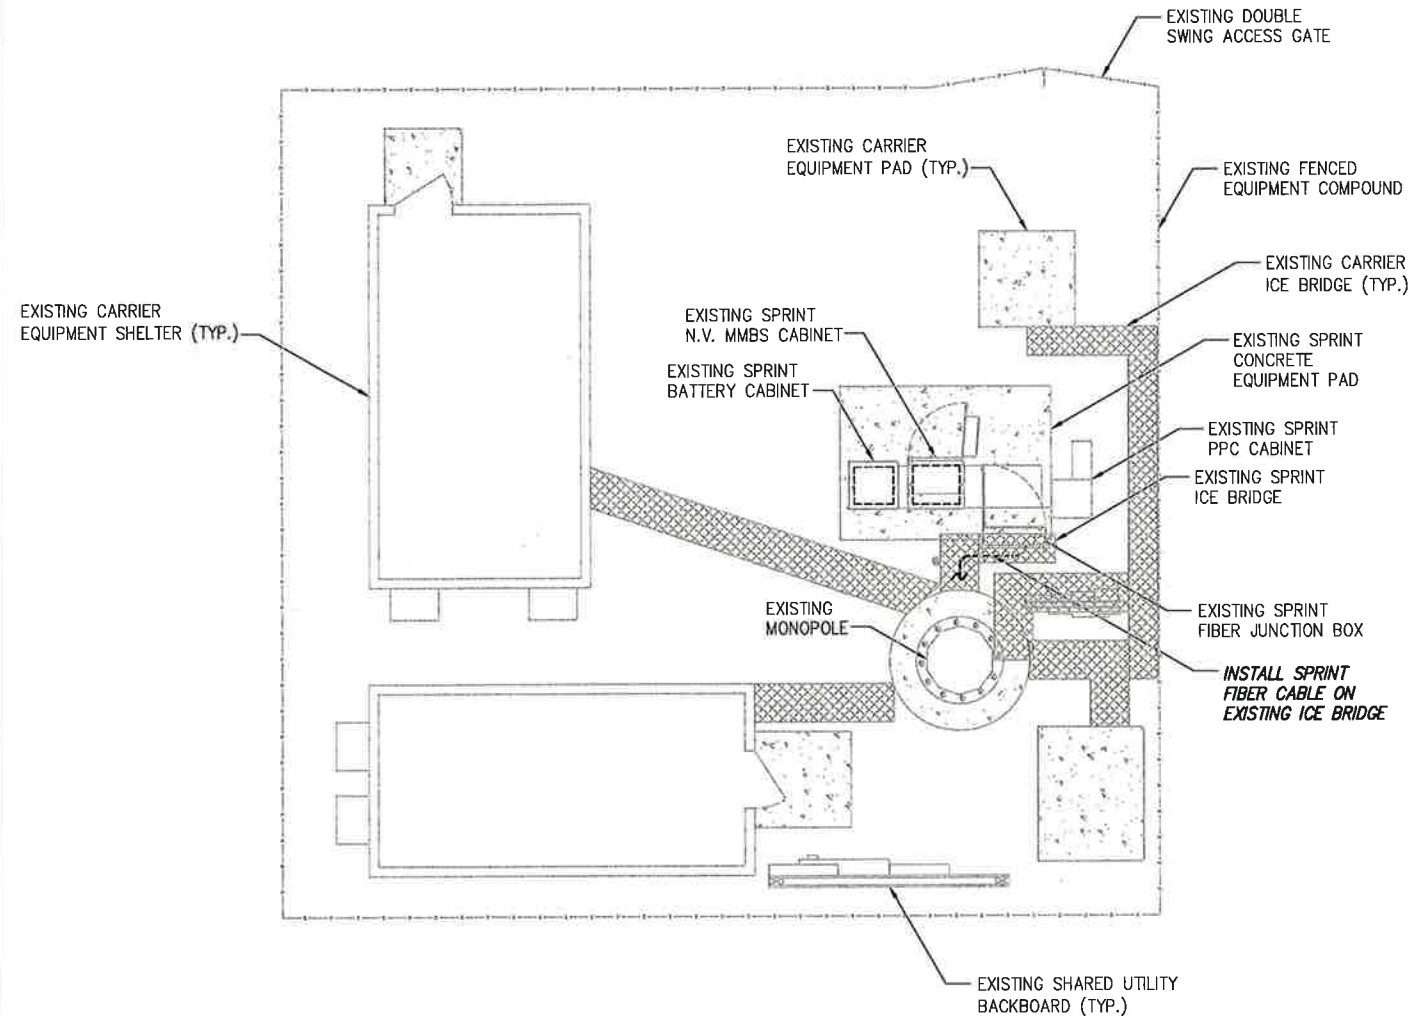 EXISTING DOUBLE
SWING ACCESS GATE
EXISTING CARRIER
EQUIPMENT PAD (TYP.)
EXISTING FENCED
EQUIPMENT COMPOUND
EXISTING CARRIER
ICE BRIDGE (TYP.)
EXISTING CARRIER
EQUIPMENT SHELTER (TYP.)
EXISTING SPRINT
N.V. MMBS CABINET
EXISTING SPRINT
BATTERY CABINET
EXISTING SPRINT
CONCRETE
EQUIPMENT PAD
EXISTING SPRINT
PPC CABINET
EXISTING SPRINT
ICE BRIDGE
EXISTING
MONOPOLE
EXISTING SPRINT
FIBER JUNCTION BOX
INSTALL SPRINT
FIBER CABLE ON
EXISTING ICE BRIDGE
EXISTING SHARED UTILITY
BACKBOARD (TYP.)